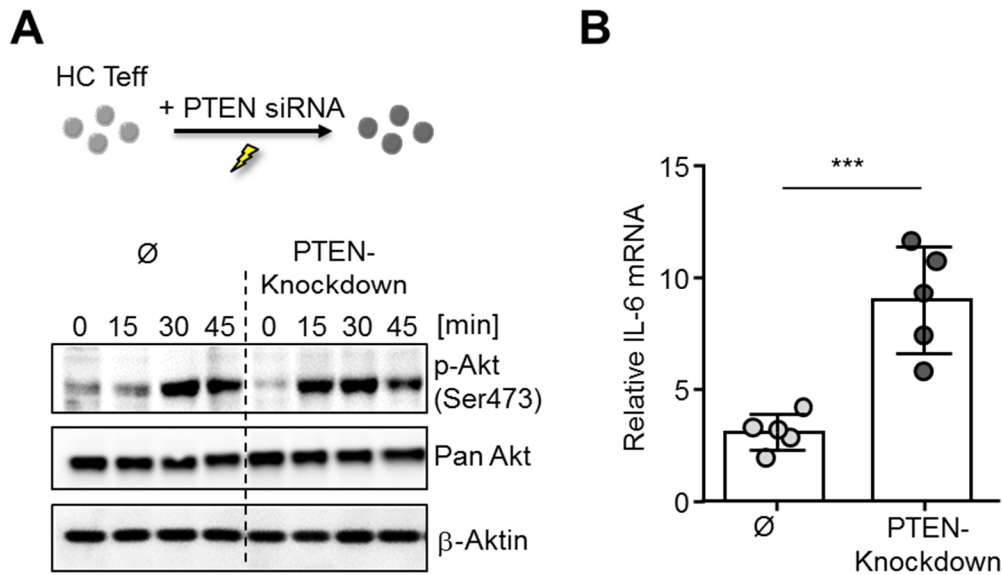 A
HC Teff
+ PTEN siRNA
Ø
PTEN-
Knockdown
0 15 30 45 0 15 30 45 [min]
p-Akt
(Ser473)
Pan Akt
β-Aktin
B
***
Relative IL-6 mRNA
15
10
5
0
Ø
PTEN-
Knockdown